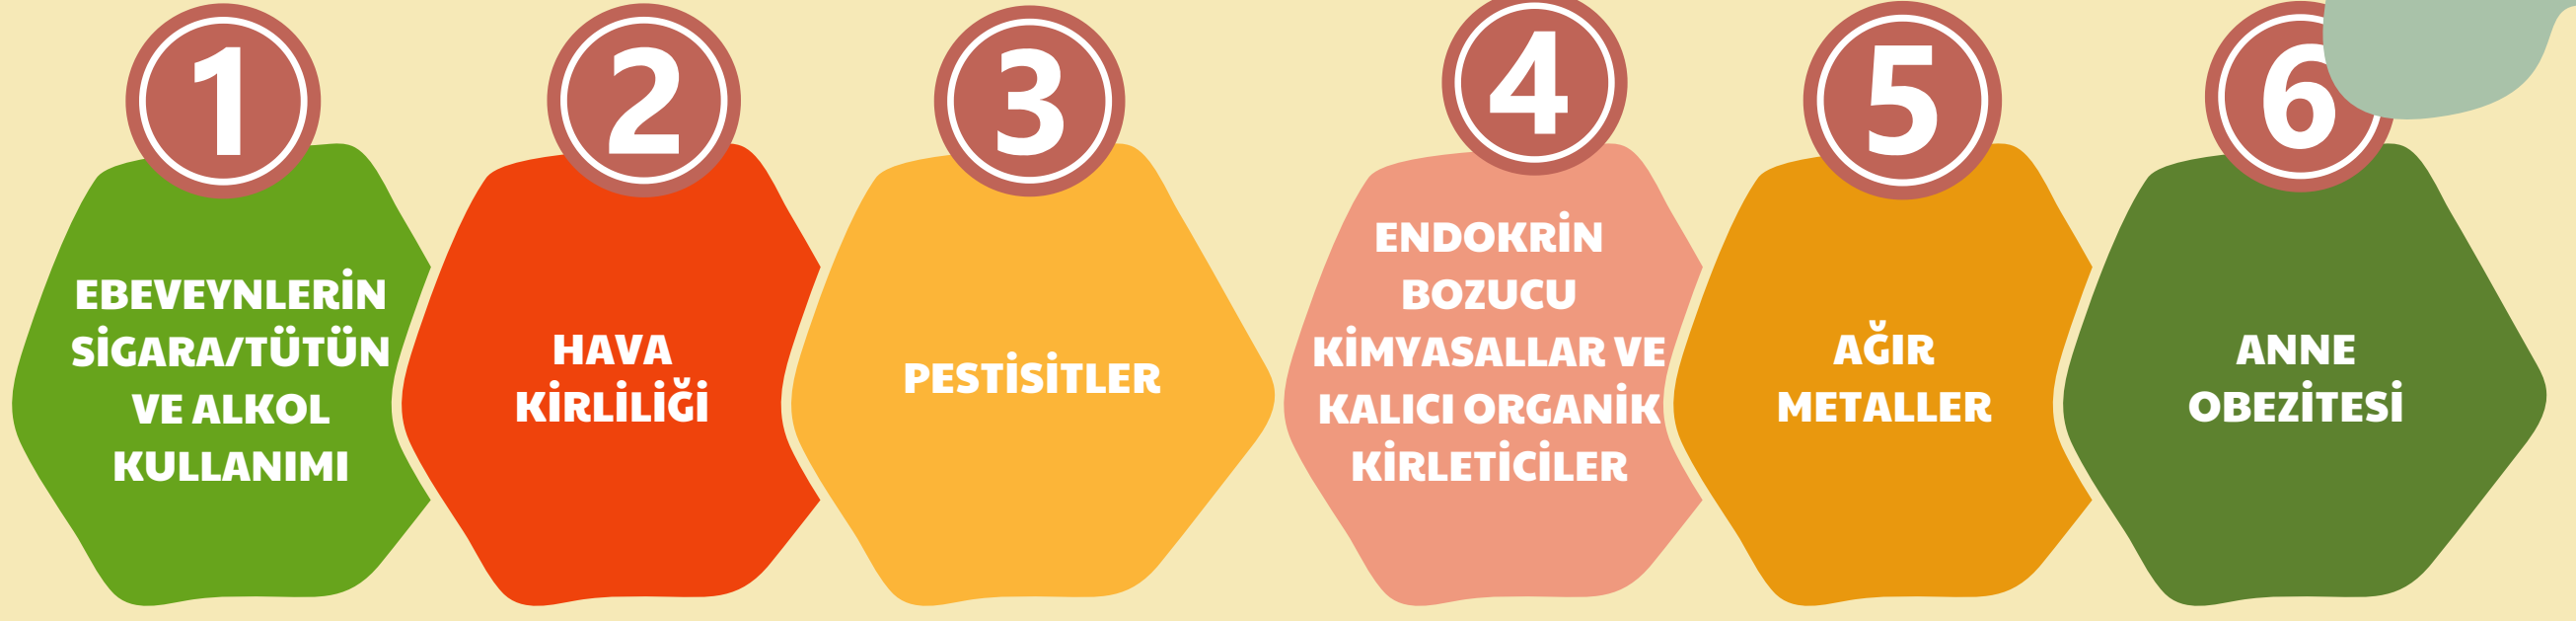 1
EBEVEYNLERİN
SİGARA/TÜTÜN
VE ALKOL
KULLANIMI
2
HAVA
KİRLİLİĞİ
3
PESTİSİTLER
4
ENDOKRİN
BOZUCU
KİMYASALLAR VE
KALICI ORGANİK
KİRLETİCİLER
5
AĞIR
METALLER
6
ANNE
OBEZİTESİ